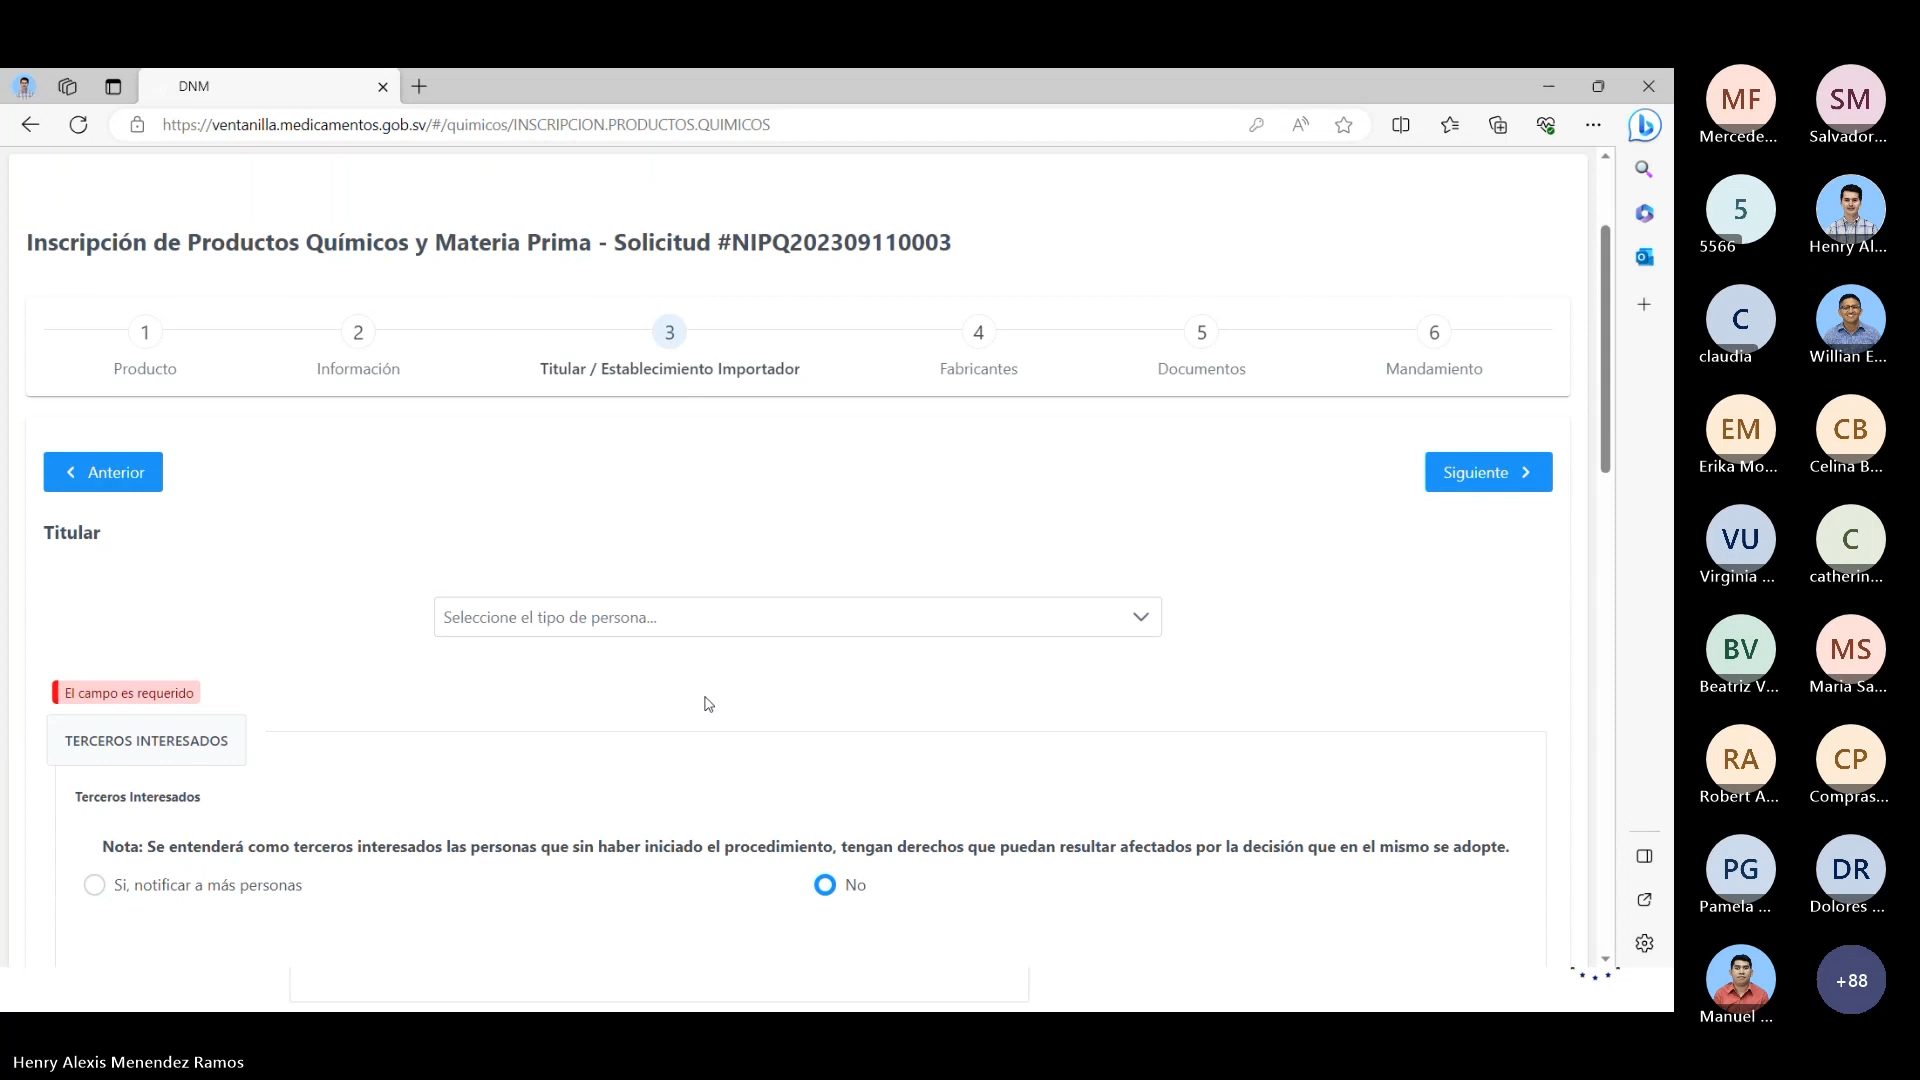 DNM
https://ventanilla.medicamentos.gob.sv/#/quimicos/INSCRIPCION.PRODUCTOS.QUIMICOS
Inscripción de Productos Químicos y Materia Prima - Solicitud #NIPQ202309110003
1 2 3 4 5 6
Producto Información Titular / Establecimiento Importador Fabricantes Documentos Mandamiento
Anterior Siguiente
Titular
Seleccione el tipo de persona...
El campo es requerido
TERCEROS INTERESADOS
Terceros Interesados
Nota: Se entenderá como terceros interesados las personas que sin haber iniciado el procedimiento, tengan derechos que puedan resultar afectados por la decisión que en el mismo se adopte.
Si, notificar a más personas No
MF SM
Mercede... Salvador...
5
5566 Henry Al...
C
claudia Willian E...
EM CB
Erika Mo... Celina B...
VU C
Virginia ... catherin...
BV MS
Beatriz V... Maria Sa...
RA CP
Robert A... Compras...
PG DR
Pamela ... Dolores ...
+88
Manuel ...
Henry Alexis Menendez Ramos